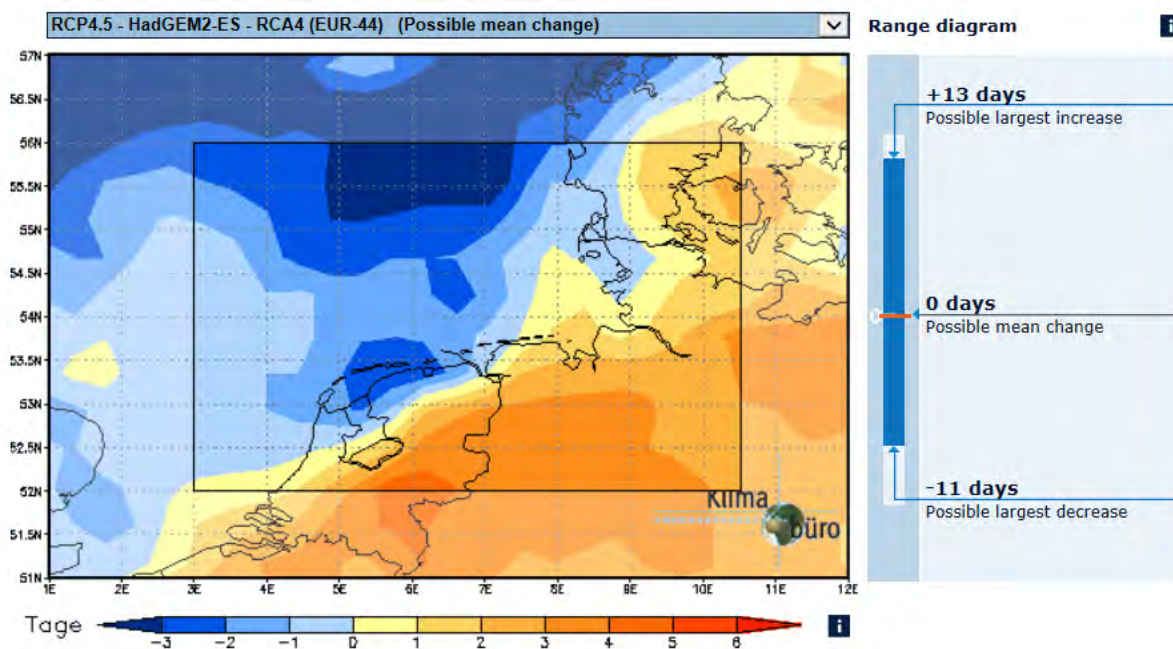 RCP4.5 - HadGEM2-ES - RCA4 (EUR-44) (Possible mean change)
Range diagram
i
57N
56.5N
56N
55.5N
55N
54.5N
54N
53.5N
53N
52.5N
52N
51.5N
51N
1E 2E 3E 4E 5E 6E 7E 8E 9E 10E 11E 12E
Klima
büro
+13 days
Possible largest increase
0
0 days
Possible mean change
-11 days
Possible largest decrease
Tage
-3 -2 -1 0 1 2 3 4 5 6
i